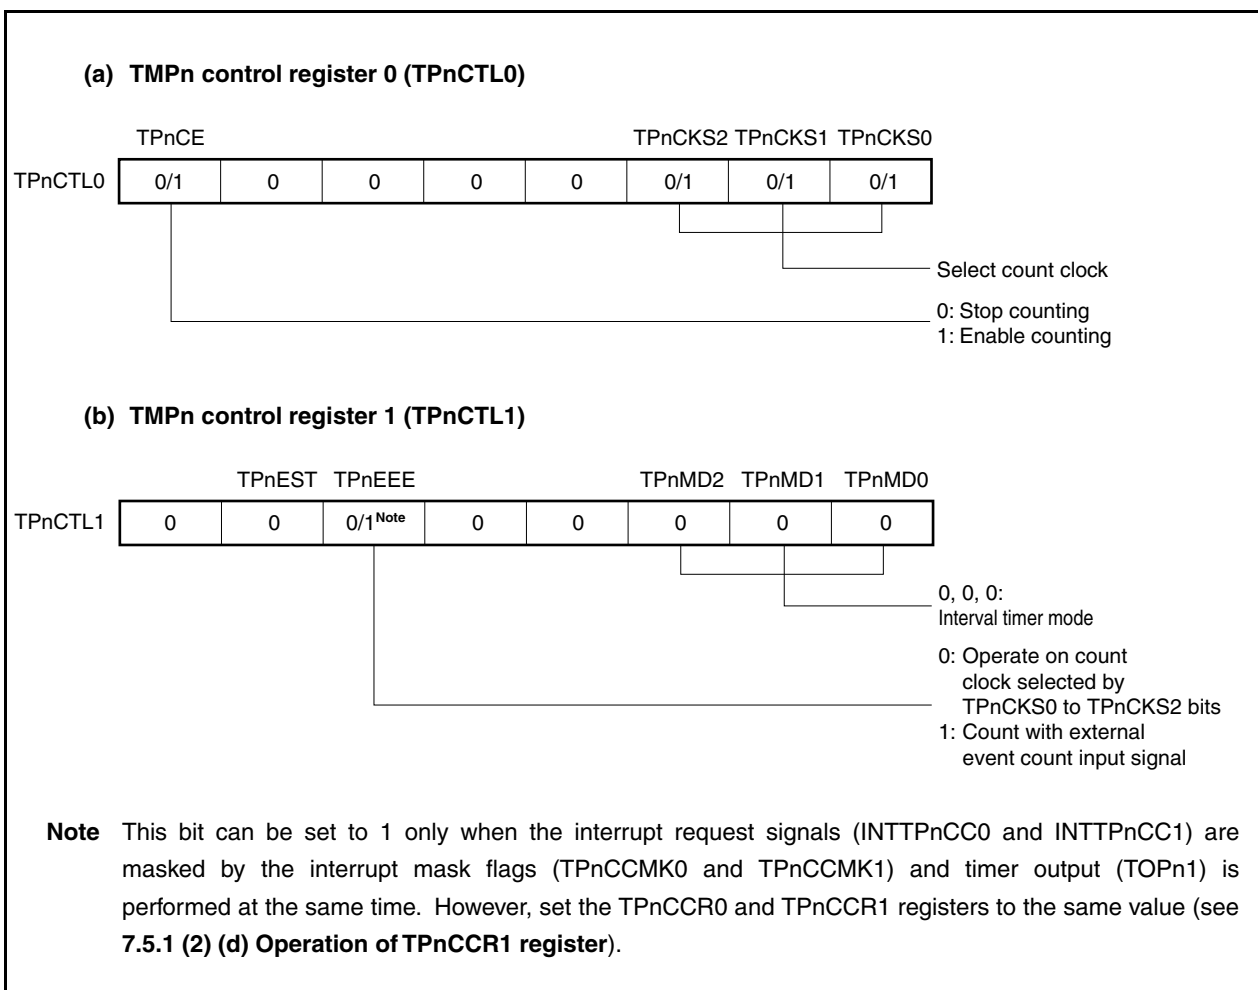 (a) TMPn control register 0 (TPnCTL0)
TPnCE TPnCKS2 TPnCKS1 TPnCKS0
TPnCTL0 0/1 0 0 0 0 0/1 0/1 0/1
Select count clock
0: Stop counting
1: Enable counting
(b) TMPn control register 1 (TPnCTL1)
TPnEST TPnEEE TPnMD2 TPnMD1 TPnMD0
TPnCTL1 0 0 0/1Note 0 0 0 0 0
0, 0, 0:
Interval timer mode
0: Operate on count
clock selected by
TPnCKS0 to TPnCKS2 bits
1: Count with external
event count input signal
Note This bit can be set to 1 only when the interrupt request signals (INTTPnCC0 and INTTPnCC1) are
masked by the interrupt mask flags (TPnCCMK0 and TPnCCMK1) and timer output (TOPn1) is
performed at the same time. However, set the TPnCCR0 and TPnCCR1 registers to the same value (see
7.5.1 (2) (d) Operation of TPnCCR1 register).